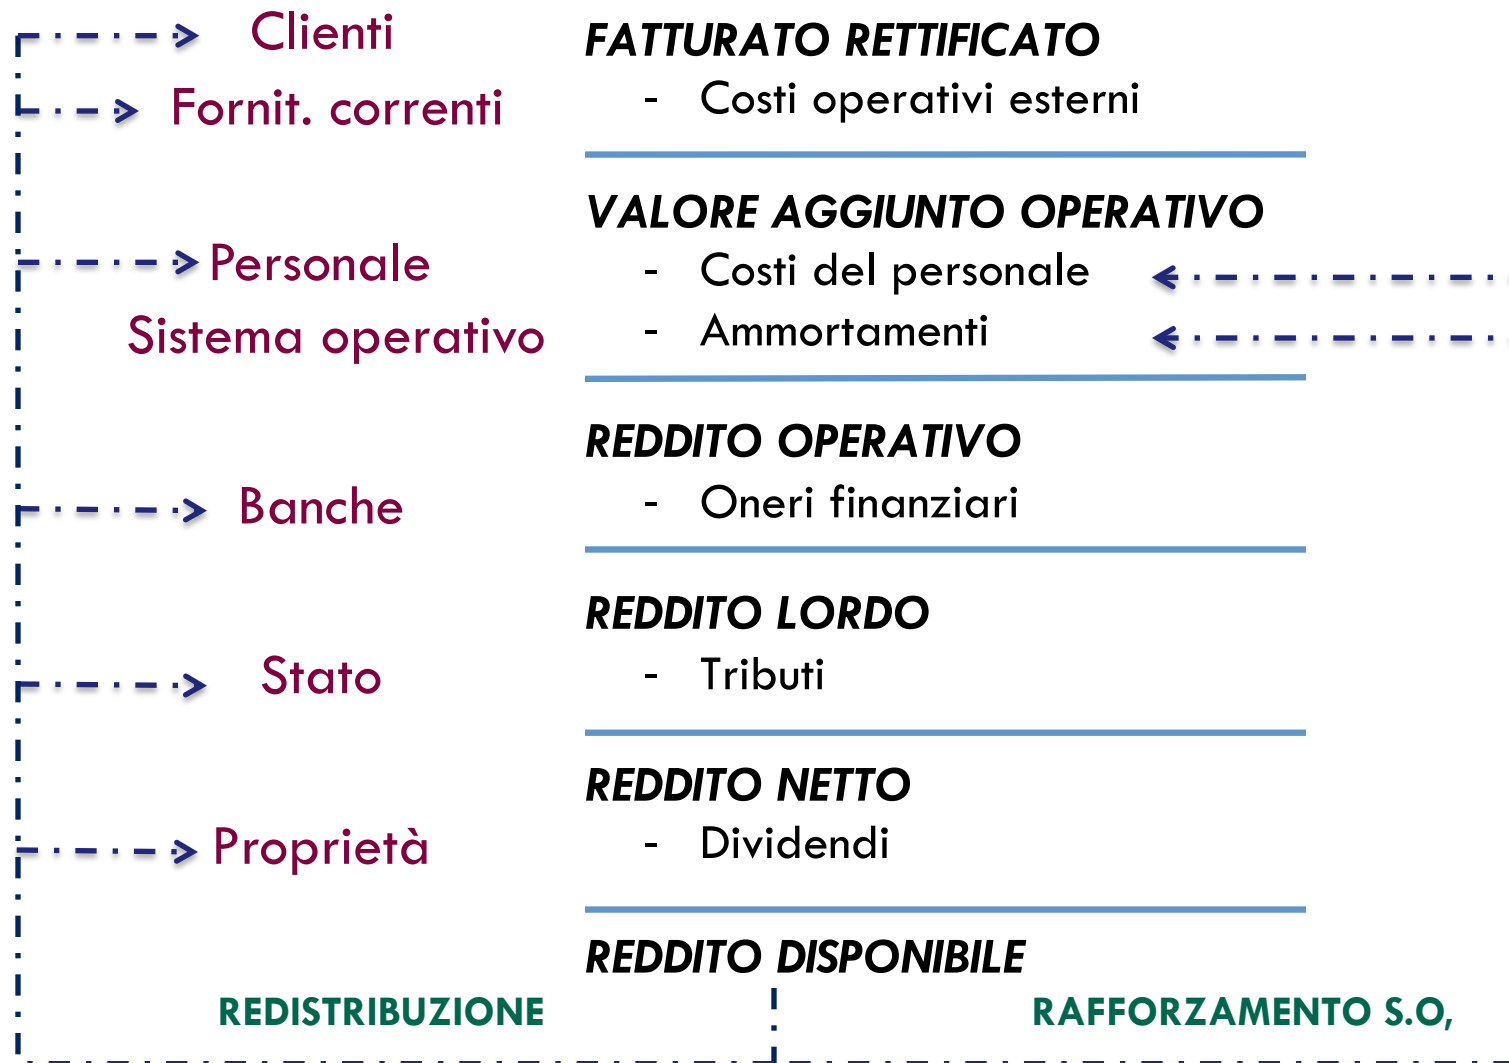 Clienti FATTURATO RETTIFICATO
Fornit. correnti - Costi operativi esterni
VALORE AGGIUNTO OPERATIVO
Personale - Costi del personale
Sistema operativo - Ammortamenti
REDDITO OPERATIVO
Banche - Oneri finanziari
REDDITO LORDO
Stato - Tributi
REDDITO NETTO
Proprietà - Dividendi
REDDITO DISPONIBILE
REDISTRIBUZIONE RAFFORZAMENTO S.O,